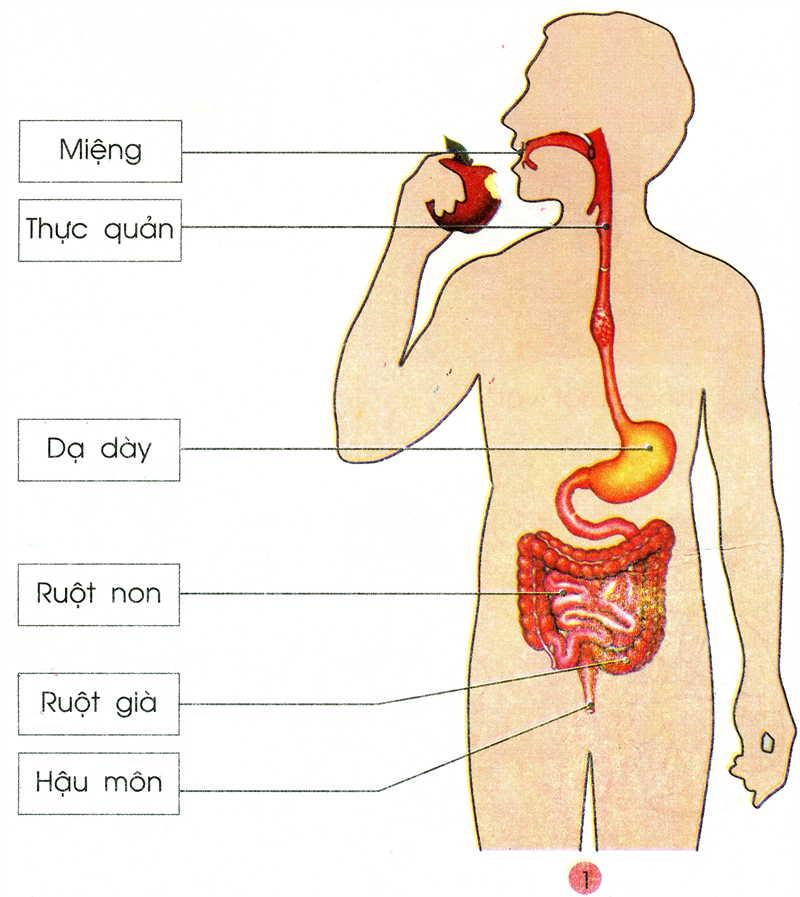 Miệng
Thực quản
Dạ dày
Ruột non
Ruột già
Hậu môn
1